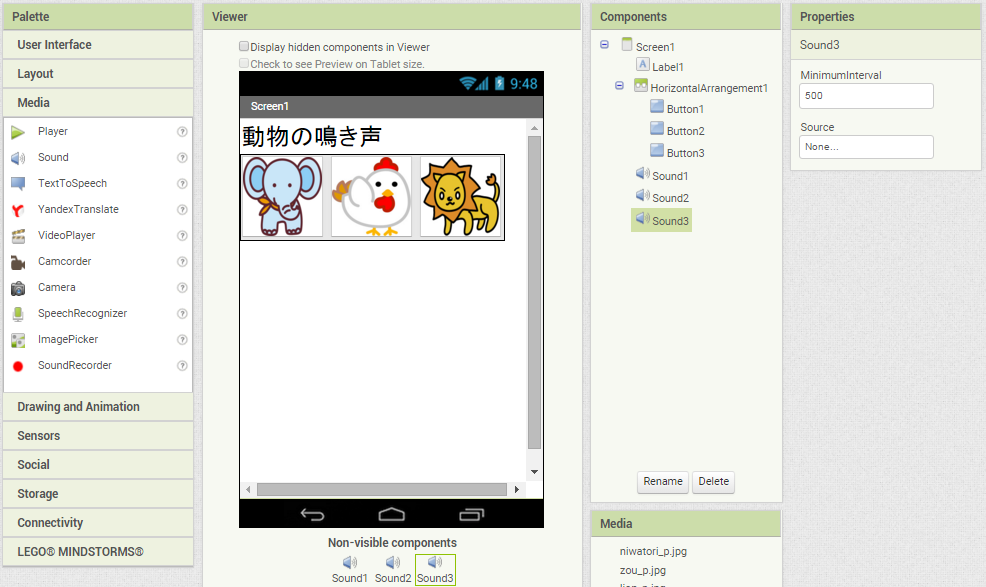 Palette
User Interface
Layout
Media
Player
Sound
TextToSpeech
YandexTranslate
VideoPlayer
Camcorder
Camera
SpeechRecognizer
ImagePicker
SoundRecorder
Drawing and Animation
Sensors
Social
Storage
Connectivity
LEGO® MINDSTORMS®
Viewer
Display hidden components in Viewer
Check to see Preview on Tablet size.
9:48
Screen1
動物の鳴き声
Non-visible components
Sound1 Sound2 Sound3
Components
Screen1
Label1
HorizontalArrangement1
Button1
Button2
Button3
Sound1
Sound2
Sound3
Rename Delete
Media
niwatori_p.jpg
zou_p.jpg
Properties
Sound3
MinimumInterval
500
Source
None...